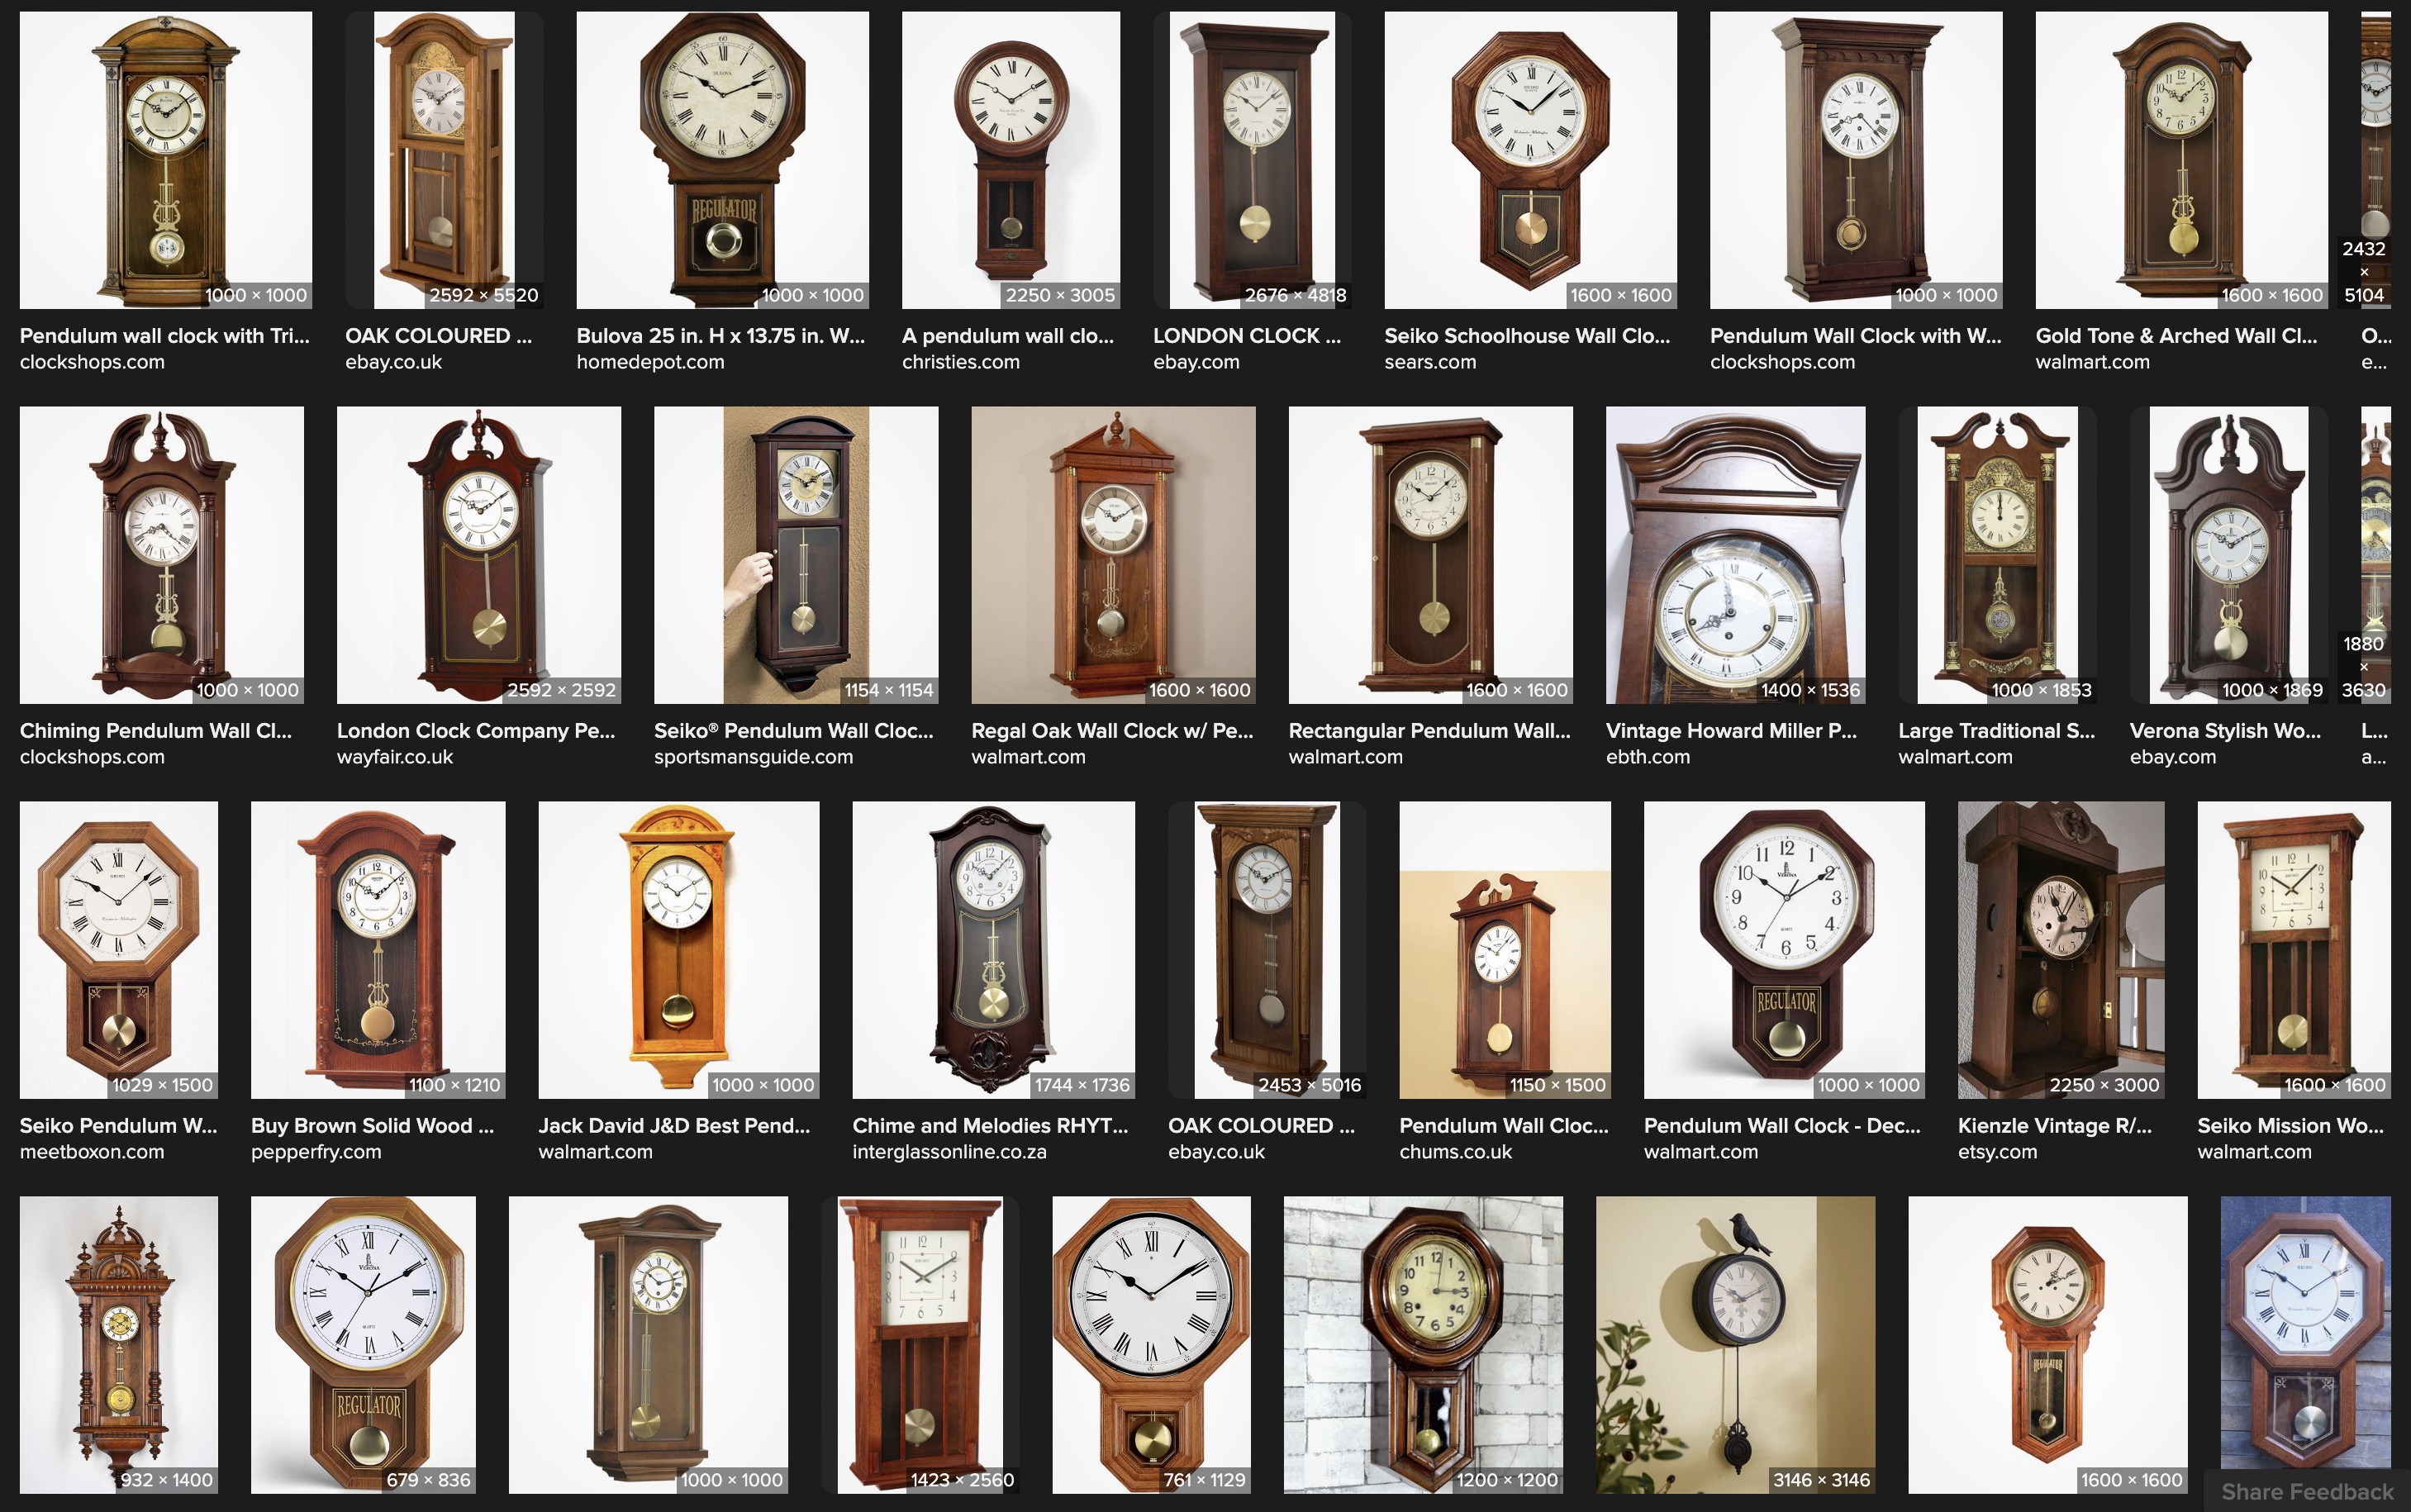 1000 × 1000
2592 × 5520
1000 × 1000
2250 × 3005
2676 × 4818
1600 × 1600
1000 × 1000
1600 × 1600
2432
×
5104
BULOVA
REGULATOR
SEIKO
Pendulum wall clock with Tri...
OAK COLOURED ...
Bulova 25 in. H x 13.75 in. W...
A pendulum wall clo...
LONDON CLOCK ...
Seiko Schoolhouse Wall Clo...
Pendulum Wall Clock with W...
Gold Tone & Arched Wall Cl...
O...
clockshops.com
ebay.co.uk
homedepot.com
christies.com
ebay.com
sears.com
clockshops.com
walmart.com
e...
1000 × 1000
2592 × 2592
1154 × 1154
1600 × 1600
1600 × 1600
1400 × 1536
1000 × 1853
1000 × 1869
1880
×
3630
Chiming Pendulum Wall Cl...
London Clock Company Pe...
Seiko® Pendulum Wall Cloc...
Regal Oak Wall Clock w/ Pe...
Rectangular Pendulum Wall...
Vintage Howard Miller P...
Large Traditional S...
Verona Stylish Wo...
L...
clockshops.com
wayfair.co.uk
sportsmansguide.com
walmart.com
walmart.com
ebth.com
walmart.com
ebay.com
a...
SEIKO
VERONA
QUARTZ
REGULATOR
1029 × 1500
1100 × 1210
1000 × 1000
1744 × 1736
2453 × 5016
1150 × 1500
1000 × 1000
2250 × 3000
1600 × 1600
Seiko Pendulum W...
Buy Brown Solid Wood ...
Jack David J&D Best Pend...
Chime and Melodies RHYT...
OAK COLOURED ...
Pendulum Wall Cloc...
Pendulum Wall Clock - Dec...
Kienzle Vintage R/...
Seiko Mission Wo...
meetboxon.com
pepperfry.com
walmart.com
interglassonline.co.za
ebay.co.uk
chums.co.uk
walmart.com
etsy.com
walmart.com
VERONA
QUARTZ
REGULATOR
REGULATOR
932 × 1400
679 × 836
1000 × 1000
1423 × 2560
761 × 1129
1200 × 1200
3146 × 3146
1600 × 1600
Share Feedback